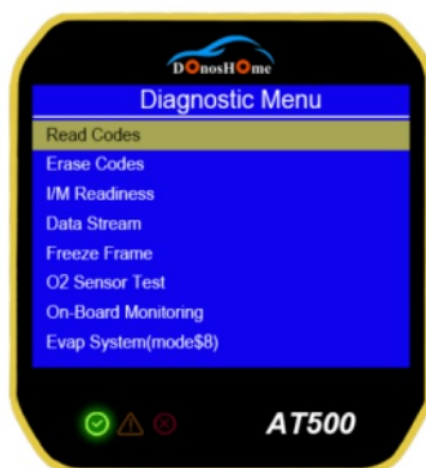 DOnosHOme
Diagnostic Menu
Read Codes
Erase Codes
I/M Readiness
Data Stream
Freeze Frame
O2 Sensor Test
On-Board Monitoring
Evap System(mode$8)
AT500